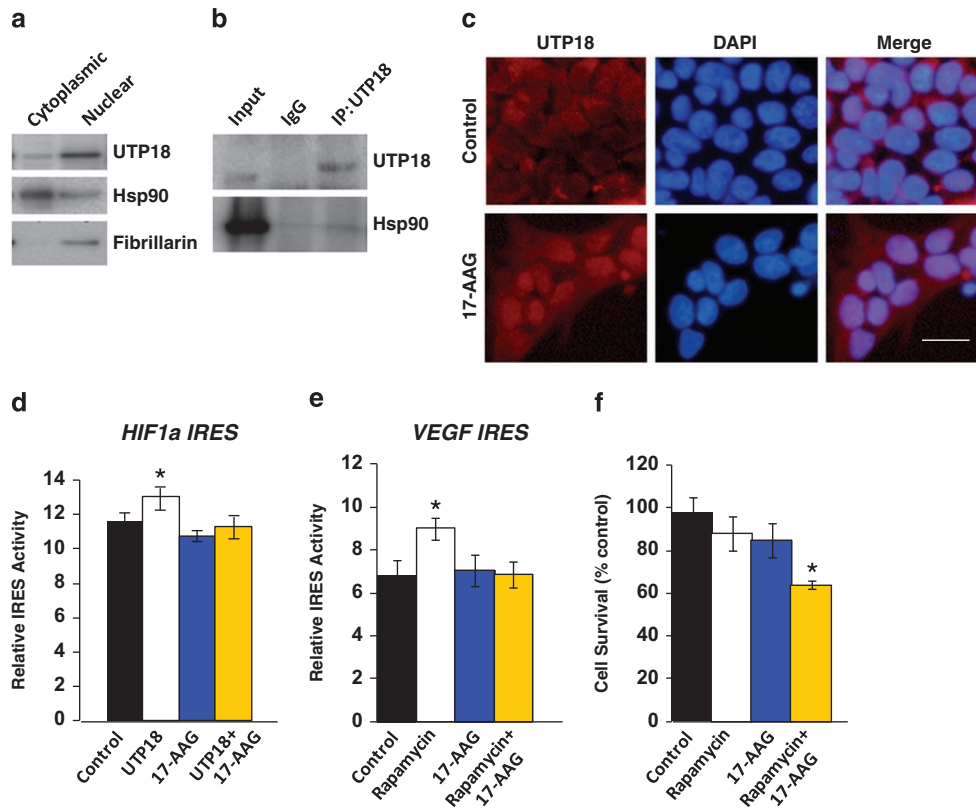 a
Cytoplasmic
Nuclear
UTP18
Hsp90
Fibrillarin
b
Input
IgG
IP: UTP18
UTP18
Hsp90
c
UTP18
DAPI
Merge
Control
17-AAG
d
HIF1a IRES
Relative IRES Activity
14
12
10
8
6
4
2
0
*
Control
UTP18
17-AAG
UTP18+
17-AAG
e
VEGF IRES
Relative IRES Activity
12
10
8
6
4
2
0
*
Control
Rapamycin
17-AAG
Rapamycin+
17-AAG
f
Cell Survival (% control)
120
100
80
60
40
20
0
*
Control
Rapamycin
17-AAG
Rapamycin+
17-AAG